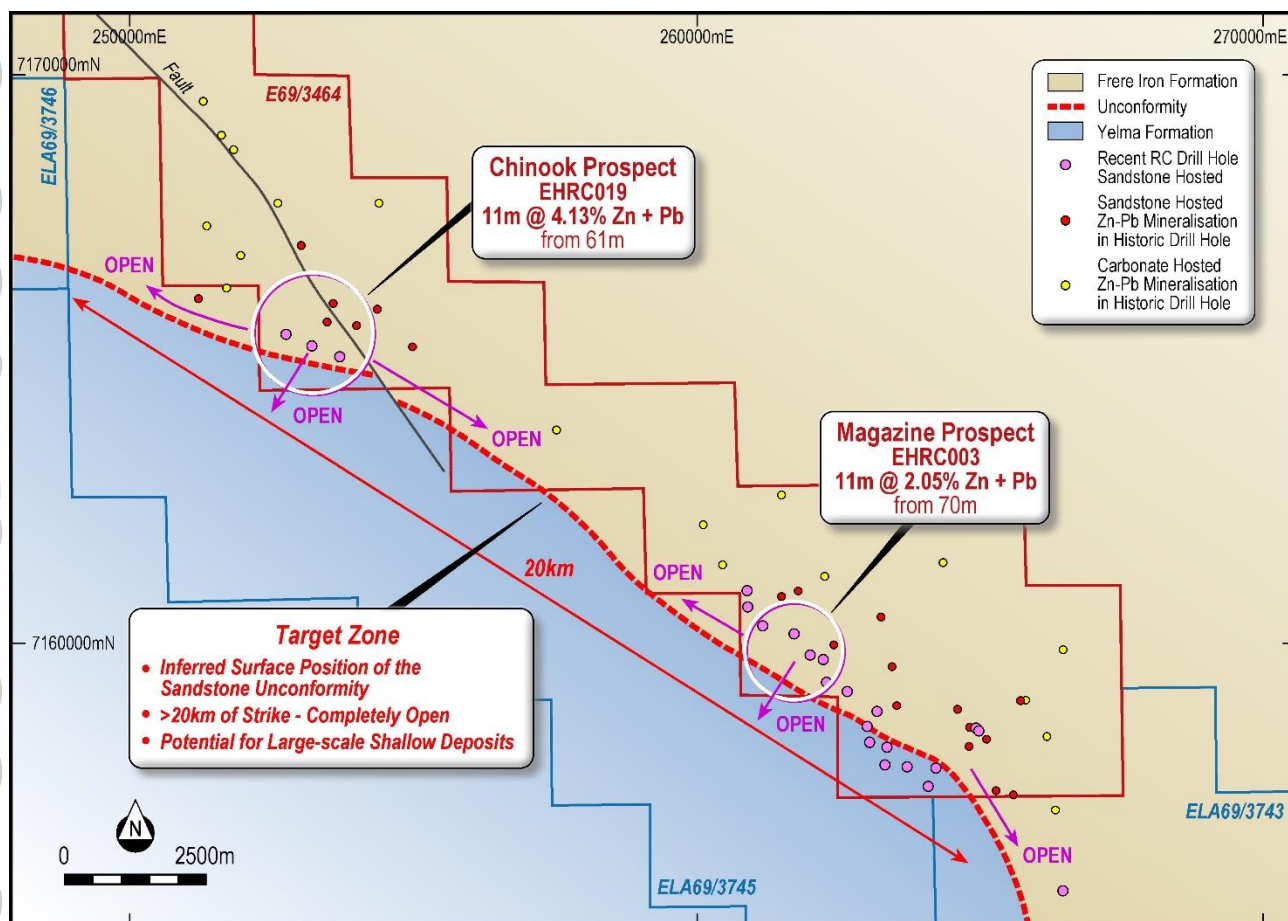 250000mE
260000mE
270000mE
7170000mN
7160000mN
Fault
E69/3464
ELA69/3746
Frere Iron Formation
Unconformity
Yelma Formation
Recent RC Drill Hole
Sandstone Hosted
Sandstone Hosted
Zn-Pb Mineralisation
in Historic Drill Hole
Carbonate Hosted
Zn-Pb Mineralisation
in Historic Drill Hole
Chinook Prospect
EHRC019
11m @ 4.13% Zn + Pb
from 61m
OPEN
OPEN
OPEN
Magazine Prospect
EHRC003
11m @ 2.05% Zn + Pb
from 70m
OPEN
20km
Target Zone
• Inferred Surface Position of the
Sandstone Unconformity
• >20km of Strike - Completely Open
• Potential for Large-scale Shallow Deposits
OPEN
OPEN
ELA69/3743
ELA69/3745
N
0
2500m